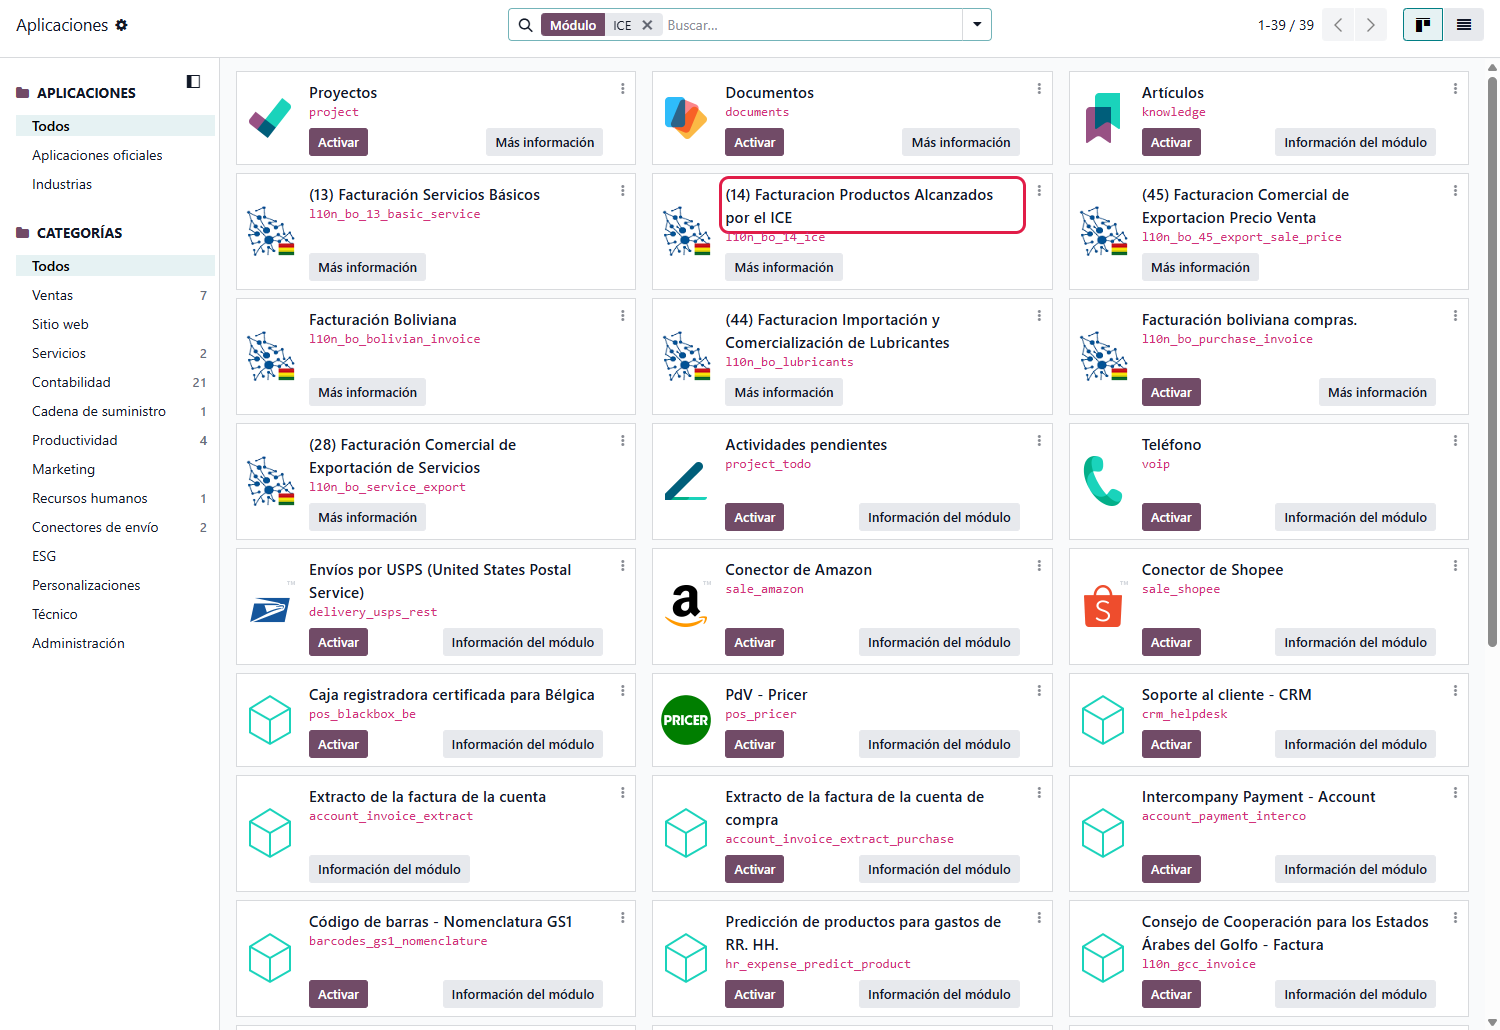 Aplicaciones
Módulo ICE Buscar...
1-39 / 39
APLICACIONES
Todos
Aplicaciones oficiales
Industrias
CATEGORÍAS
Todos
Ventas 7
Sitio web
Servicios 2
Contabilidad 21
Cadena de suministro 1
Productividad 4
Marketing
Recursos humanos 1
Conectores de envío 2
ESG
Personalizaciones
Técnico
Administración
Proyectos
project
Activar Más información
Documentos
documents
Activar Más información
Artículos
knowledge
Activar Información del módulo
(13) Facturación Servicios Básicos
l10n_bo_13_basic_service
Más información
(14) Facturacion Productos Alcanzados
por el ICE
l10n_bo_14_ice
Más información
(45) Facturacion Comercial de
Exportacion Precio Venta
l10n_bo_45_export_sale_price
Más información
Facturación Boliviana
l10n_bo_bolivian_invoice
Más información
(44) Facturacion Importación y
Comercialización de Lubricantes
l10n_bo_lubricants
Más información
Facturación boliviana compras.
l10n_bo_purchase_invoice
Activar Más información
(28) Facturación Comercial de
Exportación de Servicios
l10n_bo_service_export
Más información
Actividades pendientes
project_todo
Activar Información del módulo
Teléfono
voip
Activar Información del módulo
Envíos por USPS (United States Postal
Service)
delivery_usps_rest
TM
Activar Información del módulo
Conector de Amazon
sale_amazon
a TM
Activar Información del módulo
Conector de Shopee
sale_shopee
S TM
Activar Información del módulo
Caja registradora certificada para Bélgica
pos_blackbox_be
Activar Información del módulo
PdV - Pricer
pos_pricer
PRICER
Activar Información del módulo
Soporte al cliente - CRM
crm_helpdesk
Activar Información del módulo
Extracto de la factura de la cuenta
account_invoice_extract
Información del módulo
Extracto de la factura de la cuenta de
compra
account_invoice_extract_purchase
Activar Información del módulo
Intercompany Payment - Account
account_payment_interco
Activar Información del módulo
Código de barras - Nomenclatura GS1
barcodes_gs1_nomenclature
Activar Información del módulo
Predicción de productos para gastos de
RR. HH.
hr_expense_predict_product
Activar Información del módulo
Consejo de Cooperación para los Estados
Árabes del Golfo - Factura
l10n_gcc_invoice
Activar Información del módulo